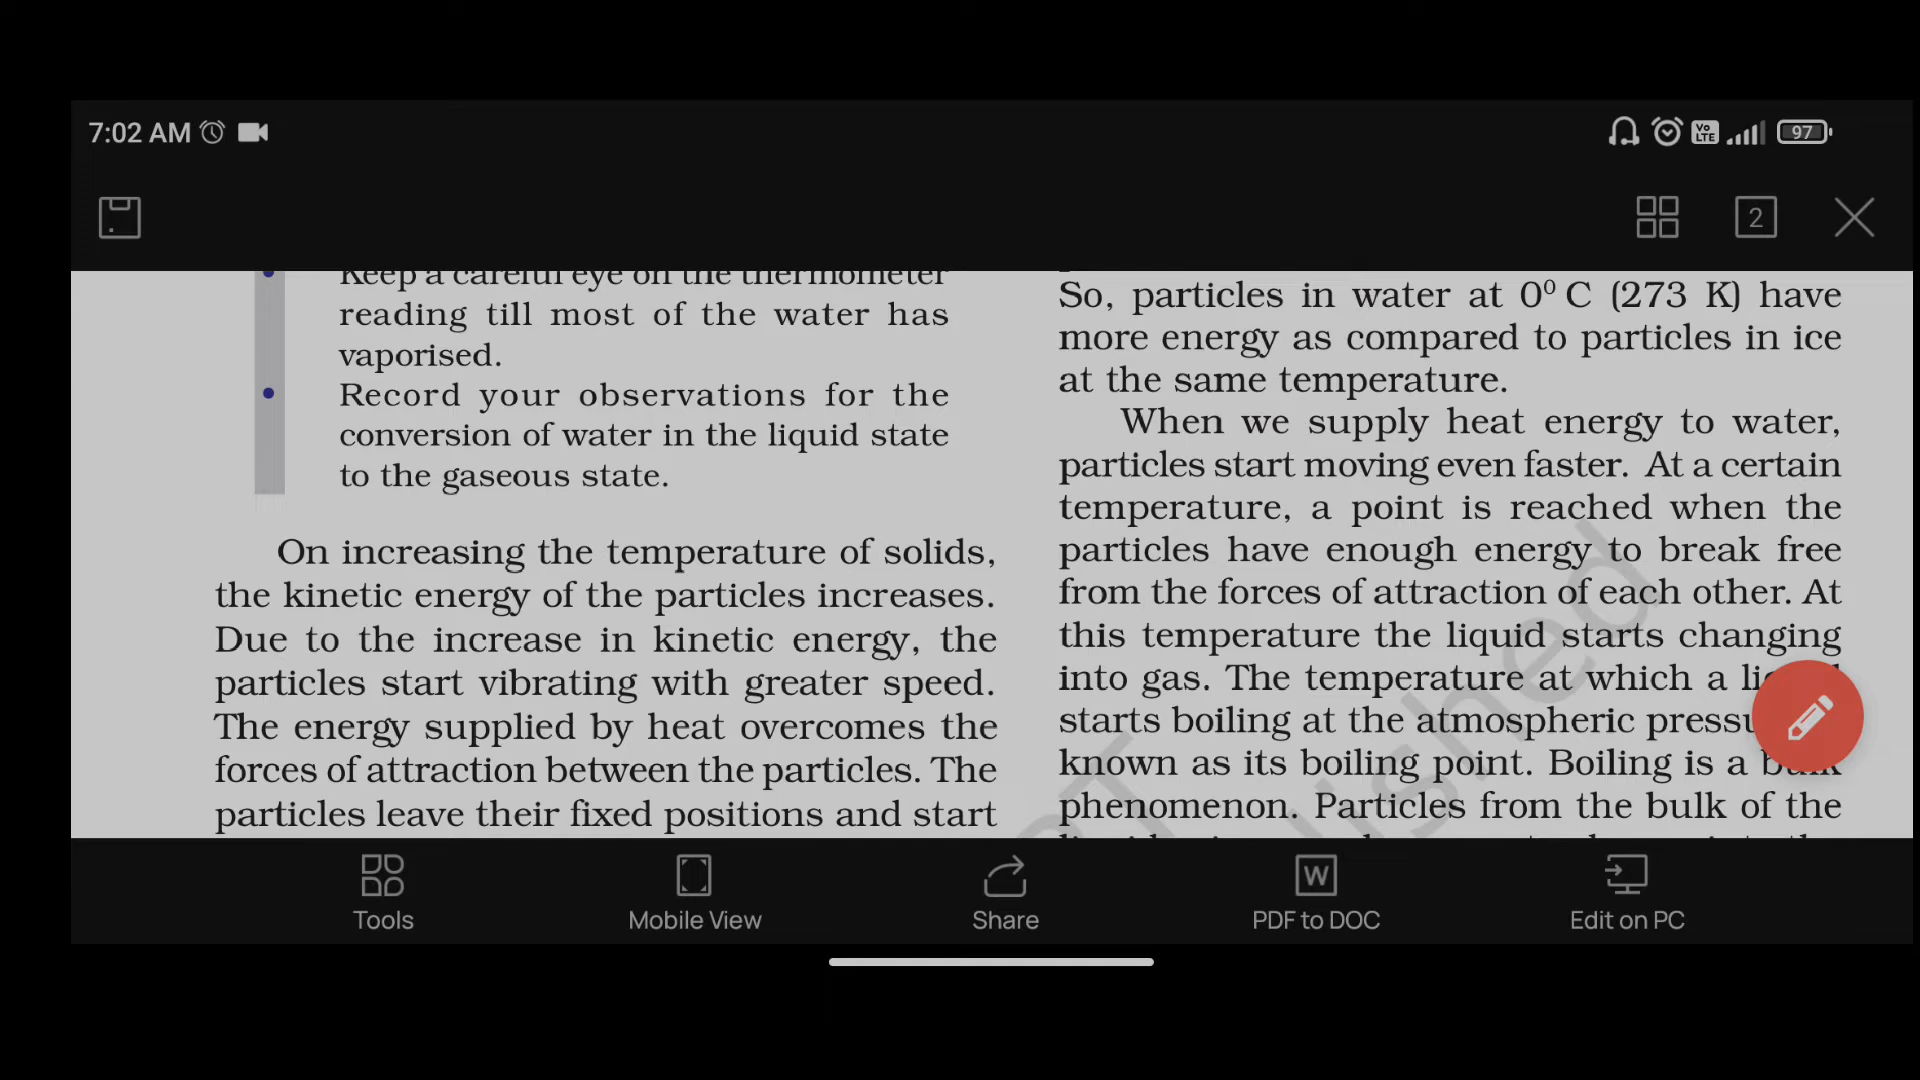 7:02 AM
Vo LTE
97
2
Keep a careful eye on the thermometer
reading till most of the water has
vaporised.
• Record your observations for the
conversion of water in the liquid state
to the gaseous state.
On increasing the temperature of solids,
the kinetic energy of the particles increases.
Due to the increase in kinetic energy, the
particles start vibrating with greater speed.
The energy supplied by heat overcomes the
forces of attraction between the particles. The
particles leave their fixed positions and start
So, particles in water at 0⁰ C (273 K) have
more energy as compared to particles in ice
at the same temperature.
When we supply heat energy to water,
particles start moving even faster. At a certain
temperature, a point is reached when the
particles have enough energy to break free
from the forces of attraction of each other. At
this temperature the liquid starts changing
into gas. The temperature at which a
starts boiling at the atmospheric
known as its boiling point. Boiling is a
phenomenon. Particles from the bulk of the
Tools
Mobile View
Share
W
PDF to DOC
Edit on PC